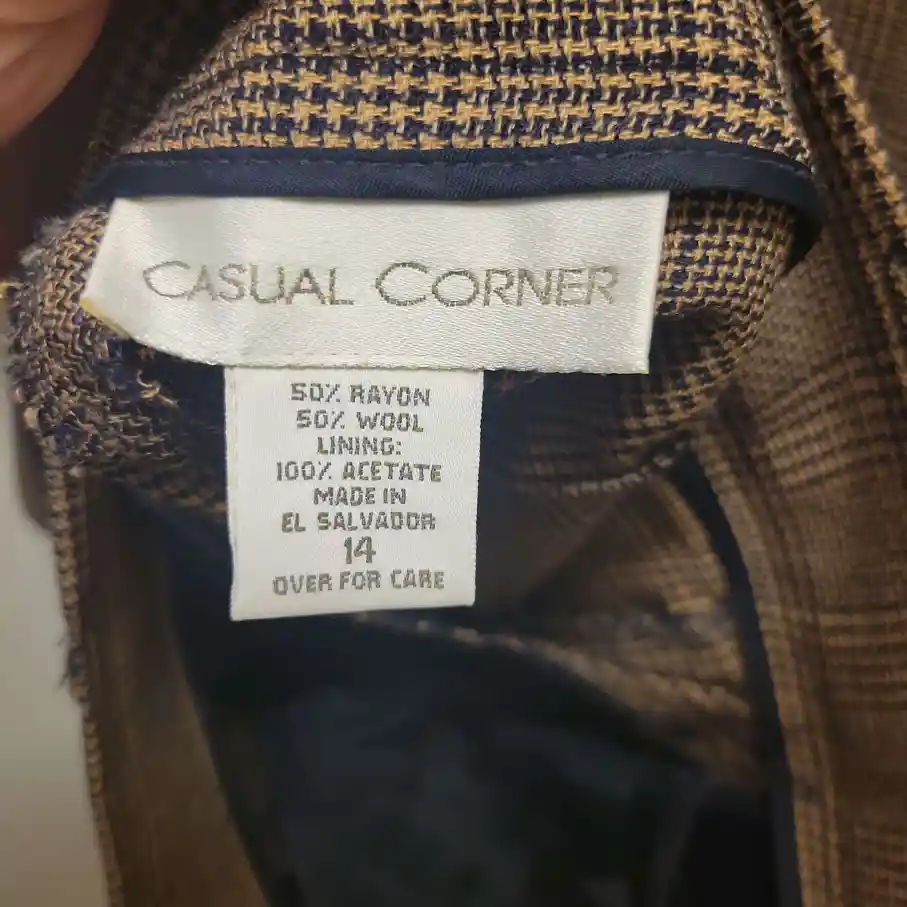 CASUAL CORNER
50% RAYON
50% WOOL
LINING:
100% ACETATE
MADE IN
EL SALVADOR
14
OVER FOR CARE